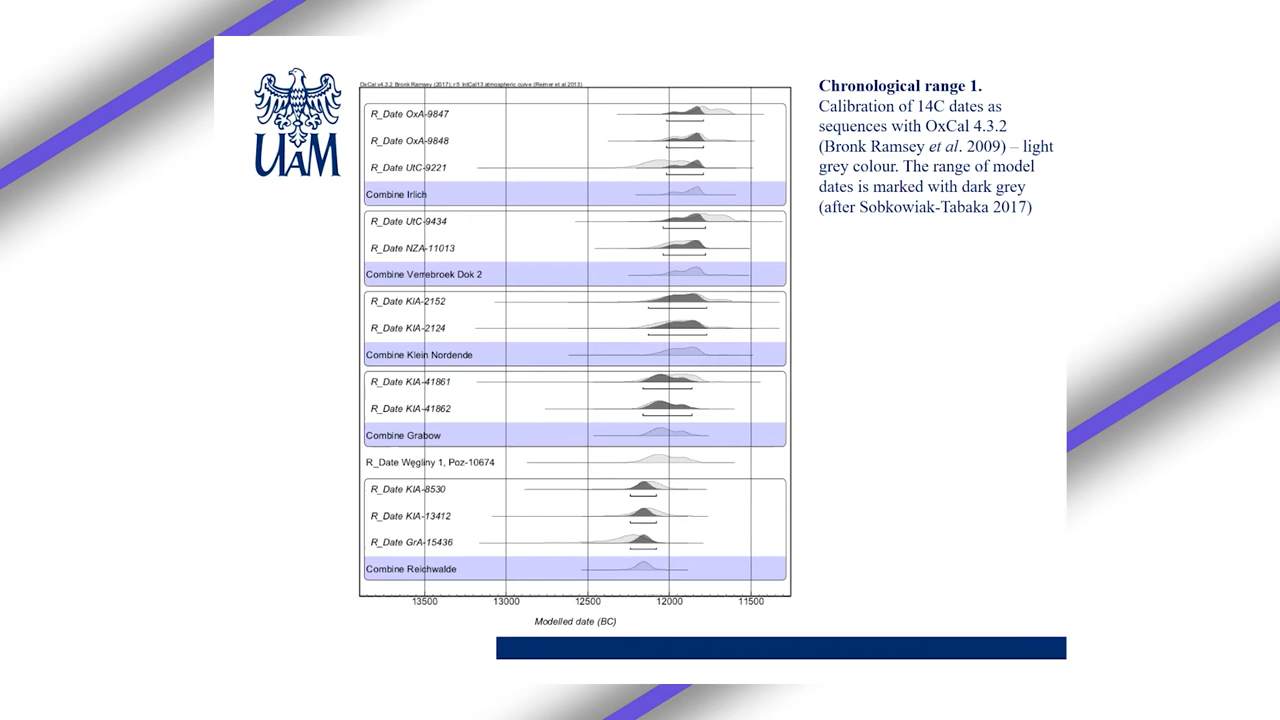 UAM
OxCal v4.3.2 Bronk Ramsey (2017); r:5 IntCal13 atmospheric curve (Reimer et al 2013)
R_Date OxA-9847
R_Date OxA-9848
R_Date UtC-9221
Combine Irlich
R_Date UtC-9434
R_Date NZA-11013
Combine Verrebroek Dok 2
R_Date KIA-2152
R_Date KIA-2124
Combine Klein Nordende
R_Date KIA-41861
R_Date KIA-41862
Combine Grabow
R_Date Węgliny 1, Poz-10674
R_Date KIA-8530
R_Date KIA-13412
R_Date GrA-15436
Combine Reichwalde
13500 13000 12500 12000 11500
Modelled date (BC)
Chronological range 1.
Calibration of 14C dates as
sequences with OxCal 4.3.2
(Bronk Ramsey et al. 2009) – light
grey colour. The range of model
dates is marked with dark grey
(after Sobkowiak-Tabaka 2017)